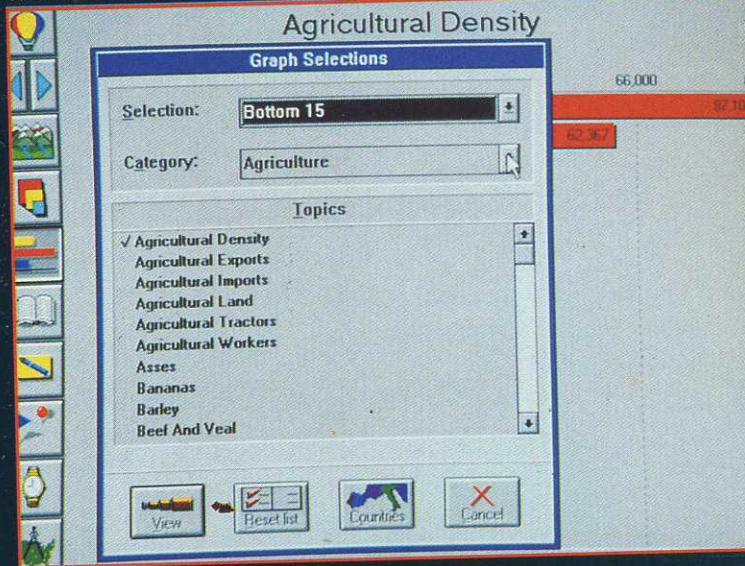 Agricultural Density
Graph Selections
66,000
Selection: Bottom 15
62,367
Category: Agriculture
Topics
√ Agricultural Density
Agricultural Exports
Agricultural Imports
Agricultural Land
Agricultural Tractors
Agricultural Workers
Asses
Bananas
Barley
Beef And Veal
View
Reset list
Countries
Cancel